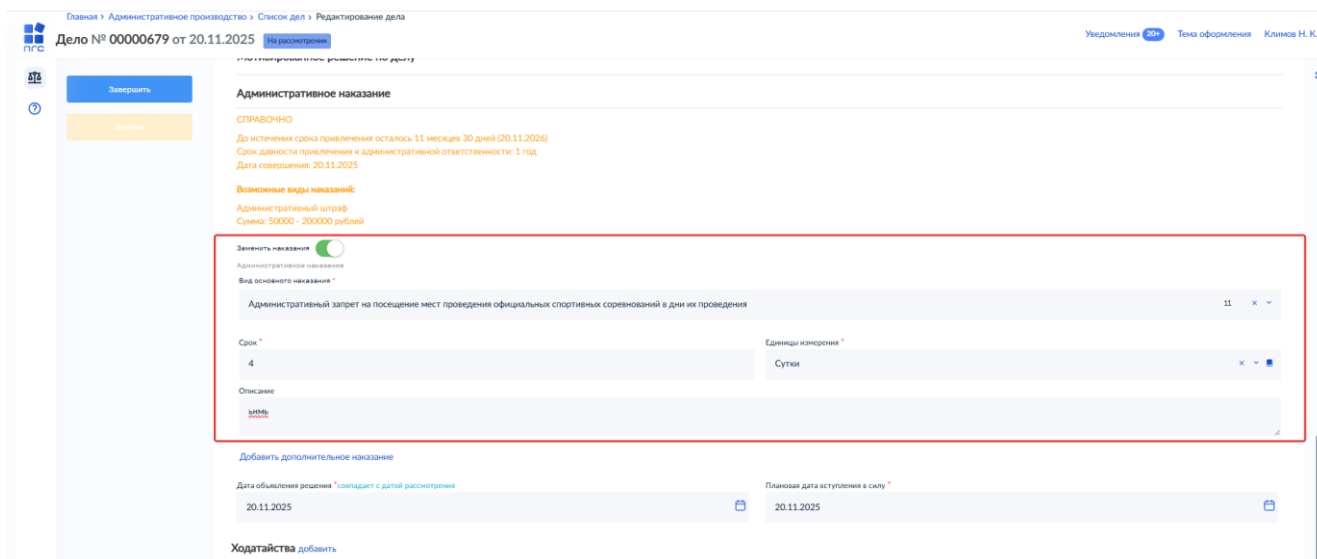 Главная › Административное производство › Список дел › Редактирование дела
пгс
Дело № 00000679 от 20.11.2025 На рассмотрении
Уведомления 20+ Тема оформления Климов Н. К.
Мотивированное решение по делу
Завершить
Административное наказание
СПРАВОЧНО
До истечения срока привлечения осталось 11 месяцев 30 дней (20.11.2026)
Срок давности привлечения к административной ответственности: 1 год
Дата совершения: 20.11.2025
Возможные виды наказаний:
Административный штраф
Сумма: 50000 - 200000 рублей
Заменить наказания
Административное наказание
Вид основного наказания *
Административный запрет на посещение мест проведения официальных спортивных соревнований в дни их проведения 11
Срок * Единицы измерения *
4 Сутки
Описание
ьнмь
Добавить дополнительное наказание
Дата объявления решения * совпадает с датой рассмотрения Плановая дата вступления в силу *
20.11.2025 20.11.2025
Ходатайства добавить